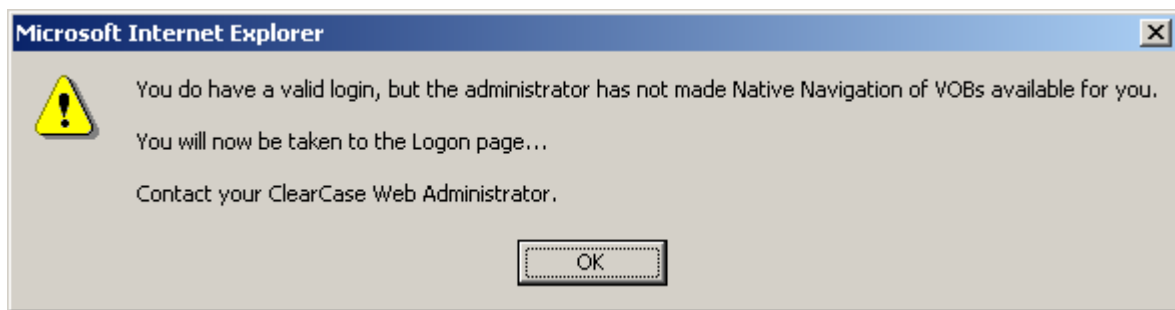 Microsoft Internet Explorer
You do have a valid login, but the administrator has not made Native Navigation of VOBs available for you.
You will now be taken to the Logon page...
Contact your ClearCase Web Administrator.
OK